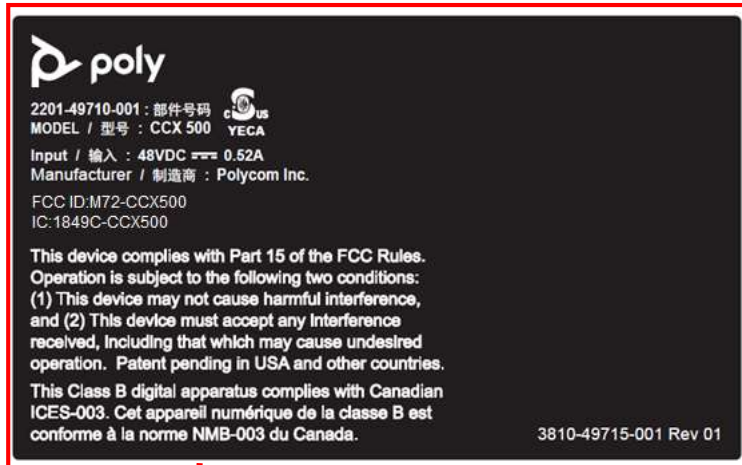 poly
2201-49710-001 : 部件号码
MODEL / 型号 : CCX 500
C S US
YECA
Input / 输入 : 48VDC 0.52A
Manufacturer / 制造商 : Polycom Inc.
FCC ID:M72-CCX500
IC:1849C-CCX500
This device complies with Part 15 of the FCC Rules.
Operation is subject to the following two conditions:
(1) This device may not cause harmful interference,
and (2) This device must accept any interference
received, including that which may cause undesired
operation. Patent pending in USA and other countries.
This Class B digital apparatus complies with Canadian
ICES-003. Cet appareil numérique de la classe B est
conforme à la norme NMB-003 du Canada.
3810-49715-001 Rev 01